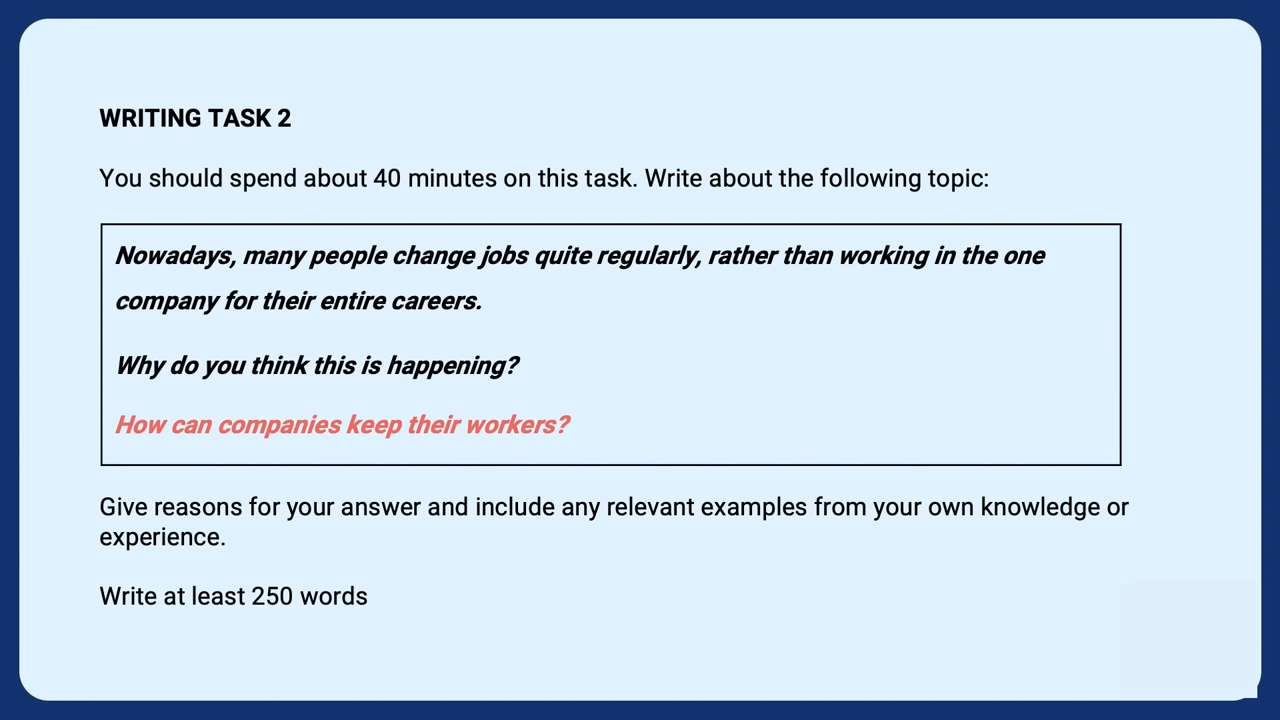 WRITING TASK 2
You should spend about 40 minutes on this task. Write about the following topic:
Nowadays, many people change jobs quite regularly, rather than working in the one
company for their entire careers.
Why do you think this is happening?
How can companies keep their workers?
Give reasons for your answer and include any relevant examples from your own knowledge or
experience.
Write at least 250 words